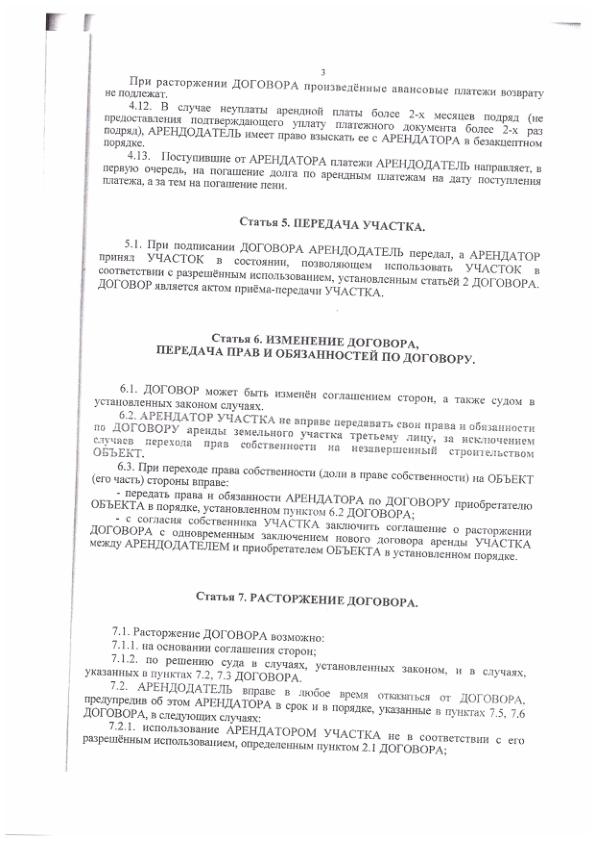 3
При расторжении ДОГОВОРА произведённые авансовые платежи возврату
не подлежат.
4.12. В случае неуплаты арендной платы более 2-х месяцев подряд (не
предоставления подтверждающего уплату платежного документа более 2-х раз
подряд), АРЕНДОДАТЕЛЬ имеет право взыскать ее с АРЕНДАТОРА в безакцептном
порядке.
4.13. Поступившие от АРЕНДАТОРА платежи АРЕНДОДАТЕЛЬ направляет, в
первую очередь, на погашение долга по арендным платежам на дату поступления
платежа, а за тем на погашение пени.
Статья 5. ПЕРЕДАЧА УЧАСТКА.
5.1. При подписании ДОГОВОРА АРЕНДОДАТЕЛЬ передал, а АРЕНДАТОР
принял УЧАСТОК в состоянии, позволяющем использовать УЧАСТОК в
соответствии с разрешённым использованием, установленным статьёй 2 ДОГОВОРА.
ДОГОВОР является актом приёма-передачи УЧАСТКА.
Статья 6. ИЗМЕНЕНИЕ ДОГОВОРА,
ПЕРЕДАЧА ПРАВ И ОБЯЗАННОСТЕЙ ПО ДОГОВОРУ.
6.1. ДОГОВОР может быть изменён соглашением сторон, а также судом в
установленных законом случаях.
6.2. АРЕНДАТОР УЧАСТКА не вправе передавать свои права и обязанности
по ДОГОВОРУ аренды земельного участка третьему лицу, за исключением
случаев перехода прав собственности на незавершенный строительством
ОБЪЕКТ.
6.3. При переходе права собственности (доли в праве собственности) на ОБЪЕКТ
(его часть) стороны вправе:
- передать права и обязанности АРЕНДАТОРА по ДОГОВОРУ приобретателю
ОБЪЕКТА в порядке, установленном пунктом 6.2 ДОГОВОРА;
- с согласия собственника УЧАСТКА заключить соглашение о расторжении
ДОГОВОРА с одновременным заключением нового договора аренды УЧАСТКА
между АРЕНДОДАТЕЛЕМ и приобретателем ОБЪЕКТА в установленном порядке.
Статья 7. РАСТОРЖЕНИЕ ДОГОВОРА.
7.1. Расторжение ДОГОВОРА возможно:
7.1.1. на основании соглашения сторон;
7.1.2. по решению суда в случаях, установленных законом, и в случаях,
указанных в пунктах 7.2, 7.3 ДОГОВОРА.
7.2. АРЕНДОДАТЕЛЬ вправе в любое время отказаться от ДОГОВОРА,
предупредив об этом АРЕНДАТОРА в срок и в порядке, указанные в пунктах 7.5, 7.6
ДОГОВОРА, в следующих случаях:
7.2.1. использование АРЕНДАТОРОМ УЧАСТКА не в соответствии с его
разрешённым использованием, определенным пунктом 2.1 ДОГОВОРА;